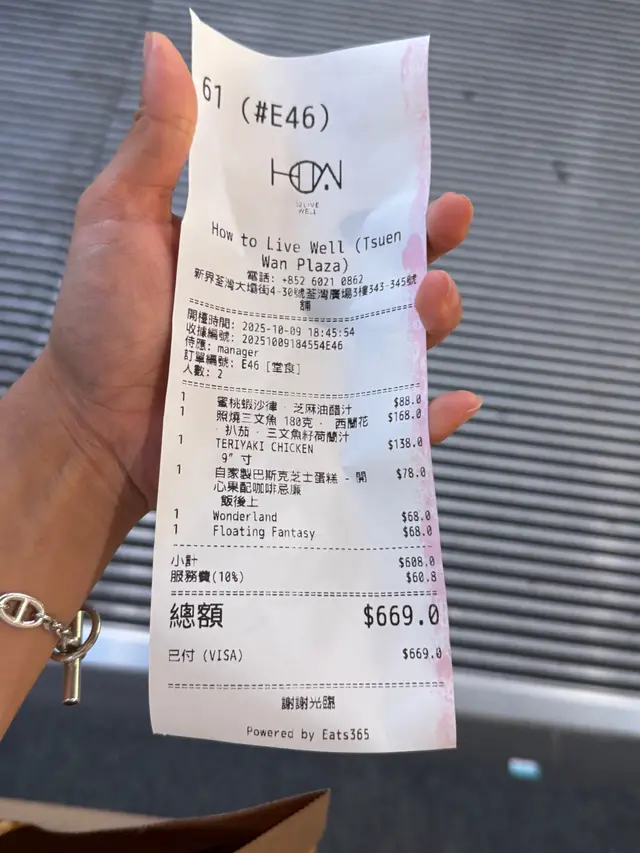 61 (#E46)
HOW
TO LIVE
WELL
How to Live Well (Tsuen
Wan Plaza)
電話: +852 6021 0862
新界荃灣大壩街4-30號荃灣廣場3樓343-345號
舖
開檯時間: 2025-10-09 18:45:54
收據編號: 20251009184554E46
侍應: manager
訂單編號: E46 [堂食]
人數: 2
1 蜜桃蝦沙律 · 芝麻油醋汁 $88.0
1 照燒三文魚 180克 · 西蘭花 $168.0
· 扒茄 · 三文魚籽荷蘭汁
1 TERIYAKI CHICKEN $138.0
9" 寸
1 自家製巴斯克芝士蛋糕 - 開 $78.0
心果配咖啡忌廉
飯後上
1 Wonderland $68.0
1 Floating Fantasy $68.0
小計 $608.0
服務費(10%) $60.8
總額 $669.0
已付 (VISA) $669.0
謝謝光臨
Powered by Eats365